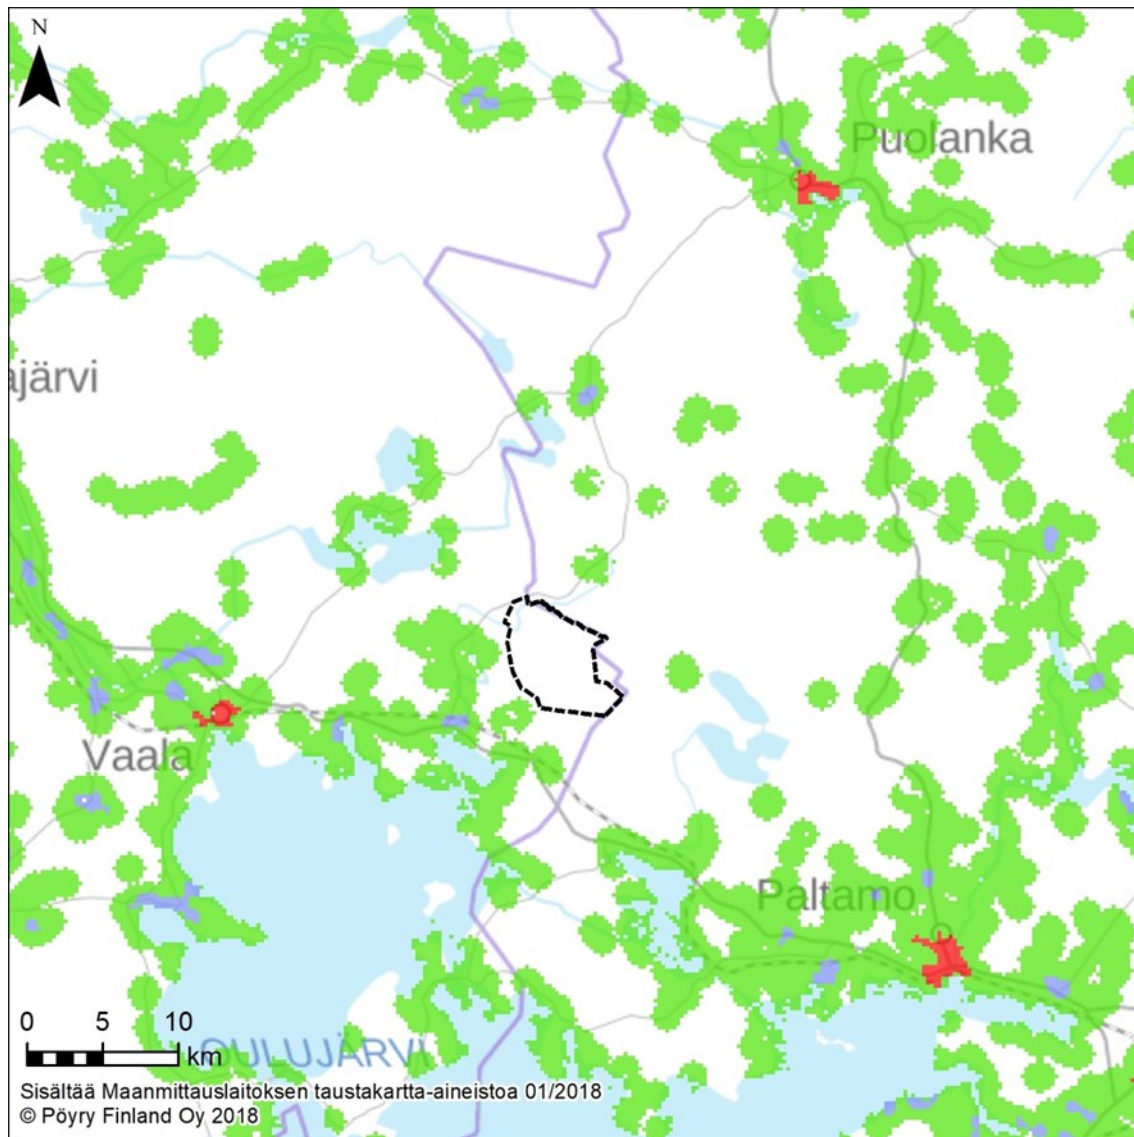 N
Puolanka
ajärvi
Vaala
Paltamo
0 5 10
km
OULUJÄRVI
Sisältää Maanmittauslaitoksen taustakartta-aineistoa 01/2018
© Pöyry Finland Oy 2018